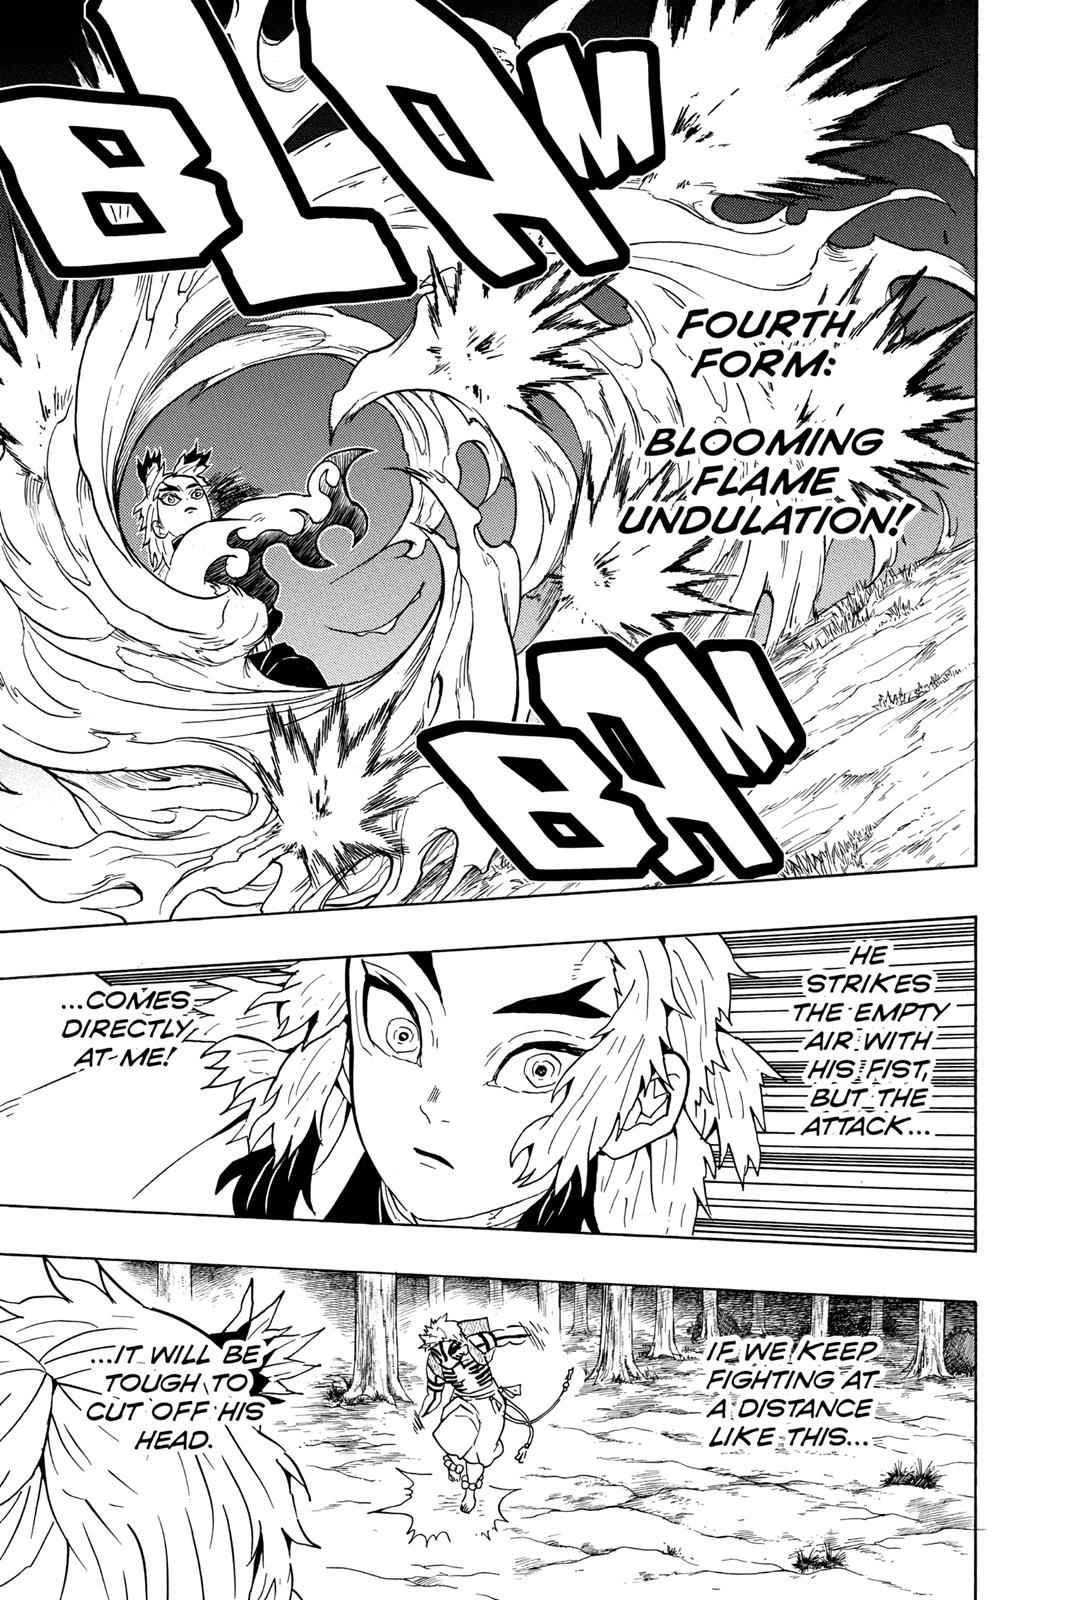 BLAM
FOURTH
FORM:
BLOOMING
FLAME
UNDULATION!
BAM
HE
STRIKES
THE EMPTY
AIR WITH
HIS FIST,
BUT THE
ATTACK...
...COMES
DIRECTLY
AT ME!
IF WE KEEP
FIGHTING AT
A DISTANCE
LIKE THIS...
...IT WILL BE
TOUGH TO
CUT OFF HIS
HEAD.